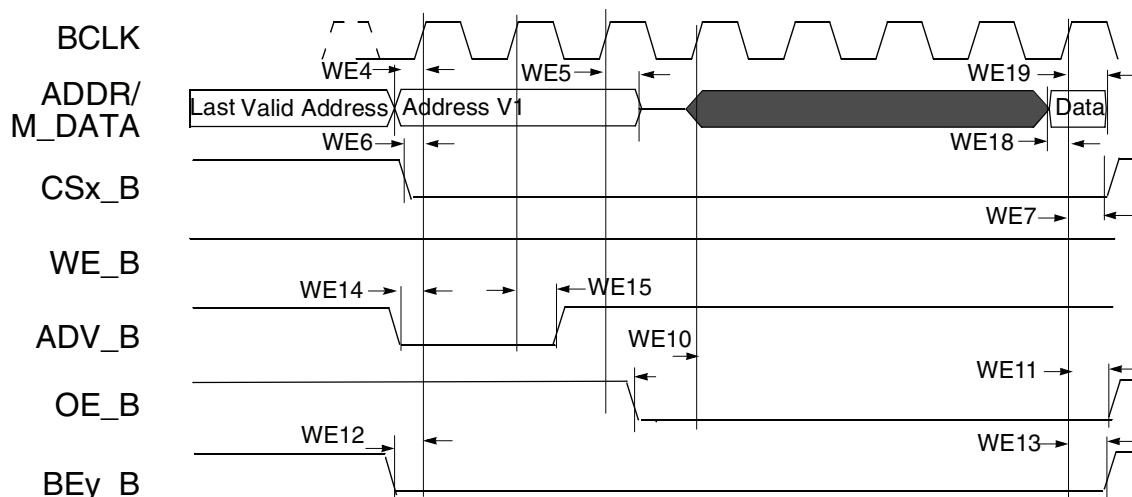 BCLK
WE4
WE5
WE19
ADDR/
M_DATA
Last Valid Address
Address V1
Data
WE6
WE18
CSx_B
WE7
WE_B
WE14
WE15
ADV_B
WE10
WE11
OE_B
WE12
WE13
BEy_B